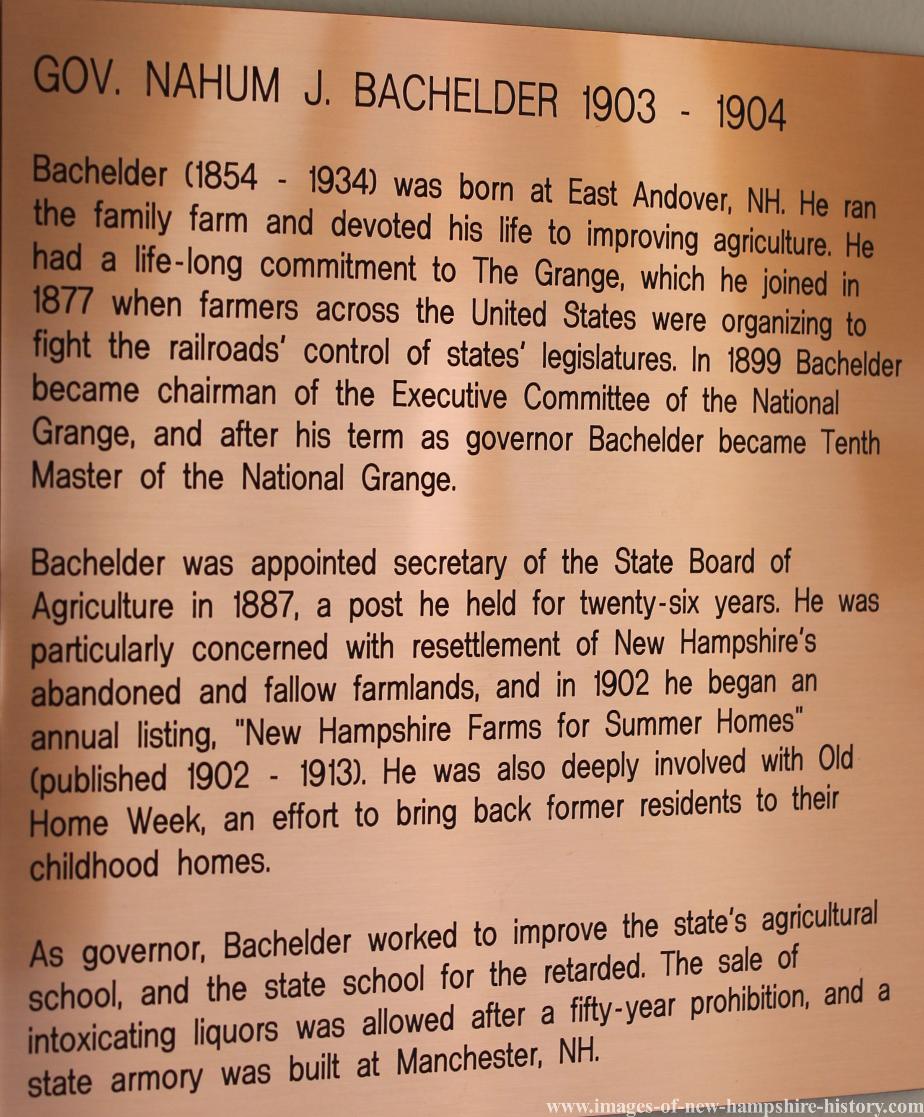 GOV. NAHUM J. BACHELDER 1903 - 1904
Bachelder (1854 - 1934) was born at East Andover, NH. He ran
the family farm and devoted his life to improving agriculture. He
had a life-long commitment to The Grange, which he joined in
1877 when farmers across the United States were organizing to
fight the railroads' control of states' legislatures. In 1899 Bachelder
became chairman of the Executive Committee of the National
Grange, and after his term as governor Bachelder became Tenth
Master of the National Grange.
Bachelder was appointed secretary of the State Board of
Agriculture in 1887, a post he held for twenty-six years. He was
particularly concerned with resettlement of New Hampshire's
abandoned and fallow farmlands, and in 1902 he began an
annual listing, "New Hampshire Farms for Summer Homes"
(published 1902 - 1913). He was also deeply involved with Old
Home Week, an effort to bring back former residents to their
childhood homes.
As governor, Bachelder worked to improve the state's agricultural
school, and the state school for the retarded. The sale of
intoxicating liquors was allowed after a fifty-year prohibition, and a
state armory was built at Manchester, NH.
www.images-of-new-hampshire-history.com